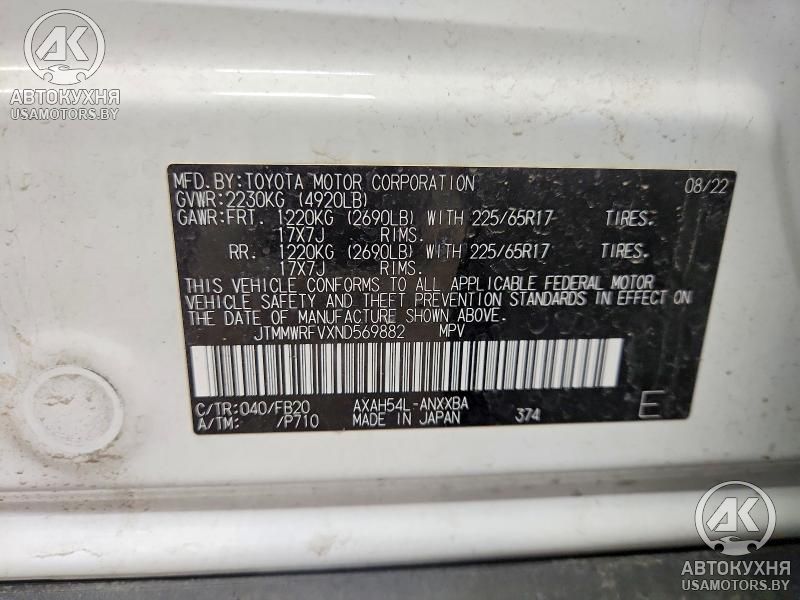 AK
АВТОКУХНЯ
USAMOTORS.BY
MFD.BY:TOYOTA MOTOR CORPORATION 08/22
GVWR:2230KG (4920LB)
GAWR:FRT. 1220KG (2690LB) WITH 225/65R17 TIRES.
17X7J RIMS.
RR. 1220KG (2690LB) WITH 225/65R17 TIRES.
17X7J RIMS.
THIS VEHICLE CONFORMS TO ALL APPLICABLE FEDERAL MOTOR
VEHICLE SAFETY AND THEFT PREVENTION STANDARDS IN EFFECT ON
THE DATE OF MANUFACTURE SHOWN ABOVE.
JTMMWRFVXND569882 MPV
C/TR:040/FB20 AXAH54L-ANXXBA
A/TM: /P710 MADE IN JAPAN 374 E
AK
АВТОКУХНЯ
USAMOTORS.BY